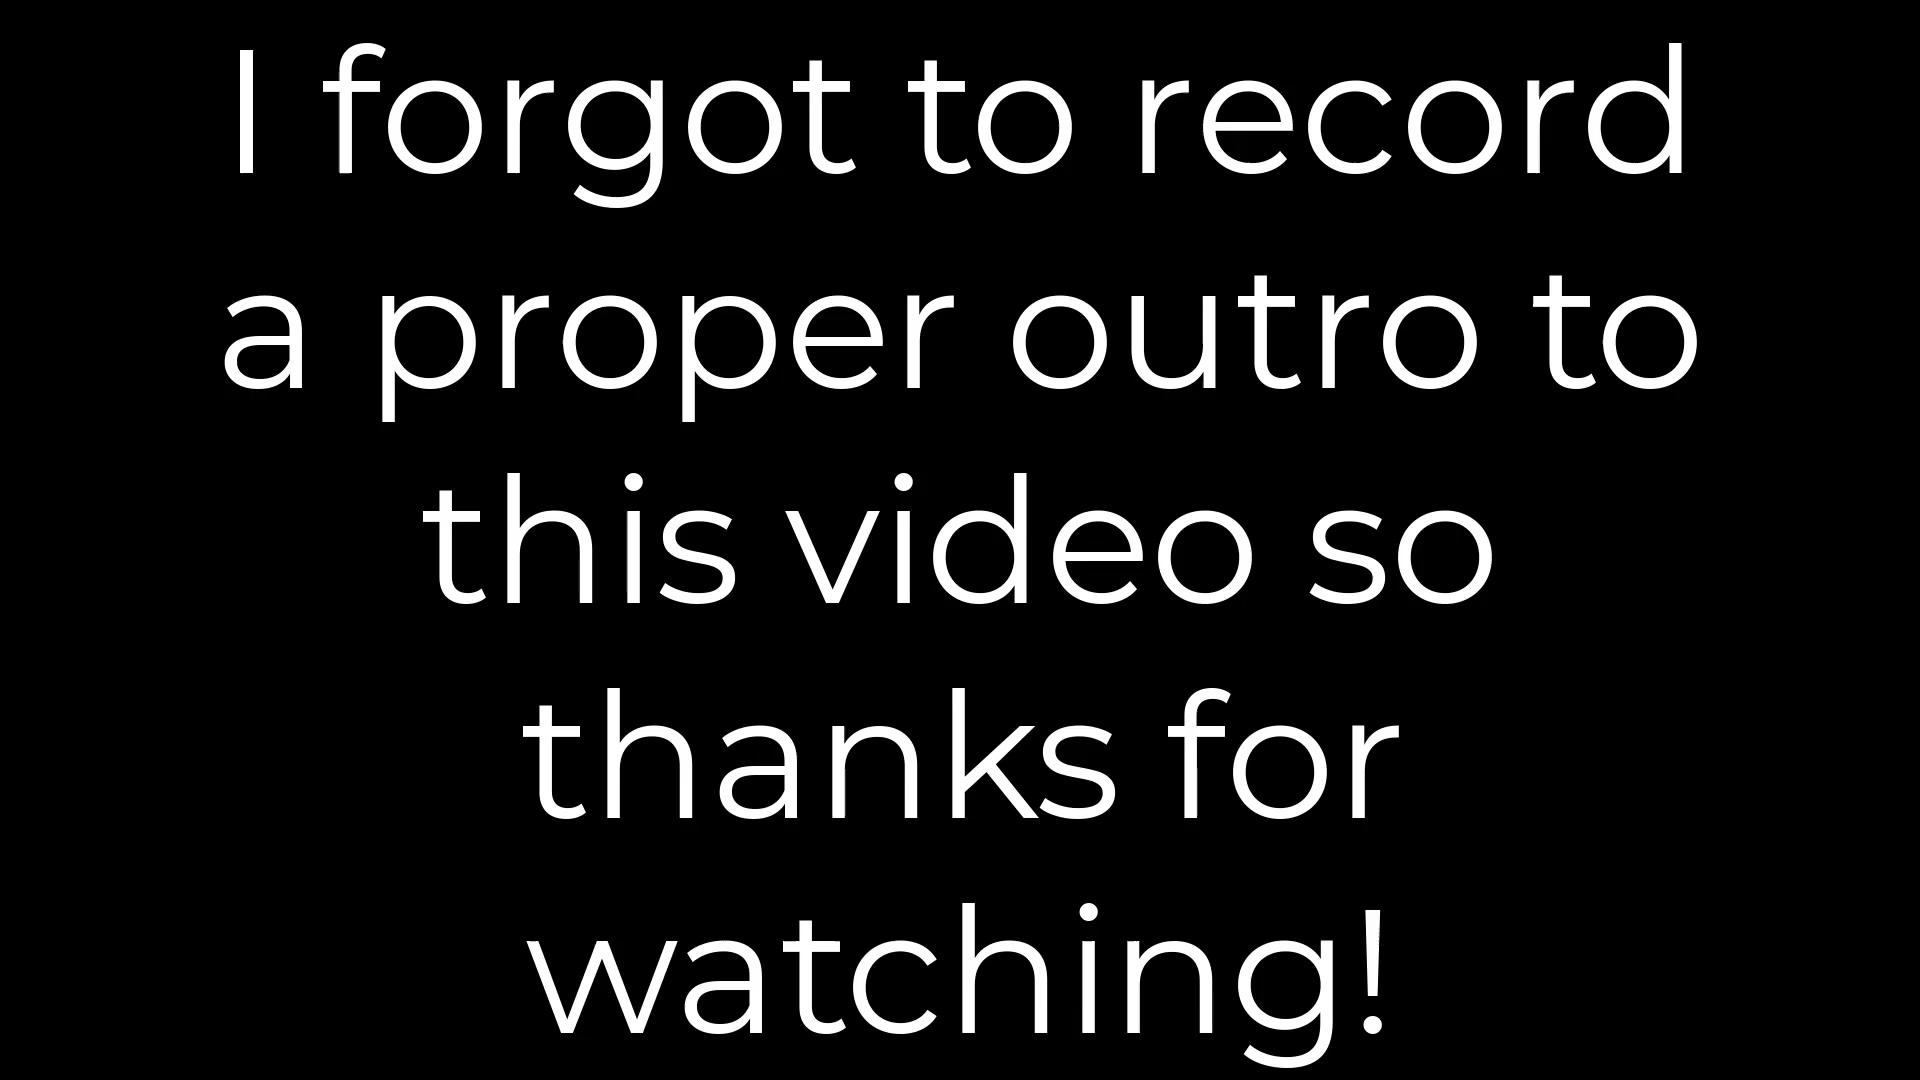 I forgot to record
a proper outro to
this video so
thanks for
watching!